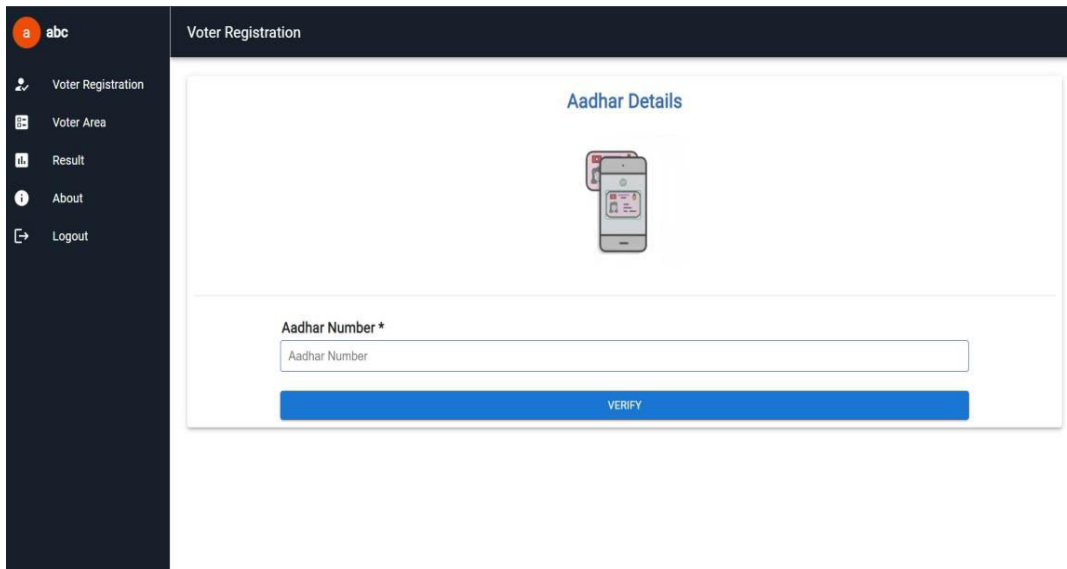 a abc
Voter Registration
Voter Registration
Voter Area
Result
About
Logout
Aadhar Details
Aadhar Number *
Aadhar Number
VERIFY